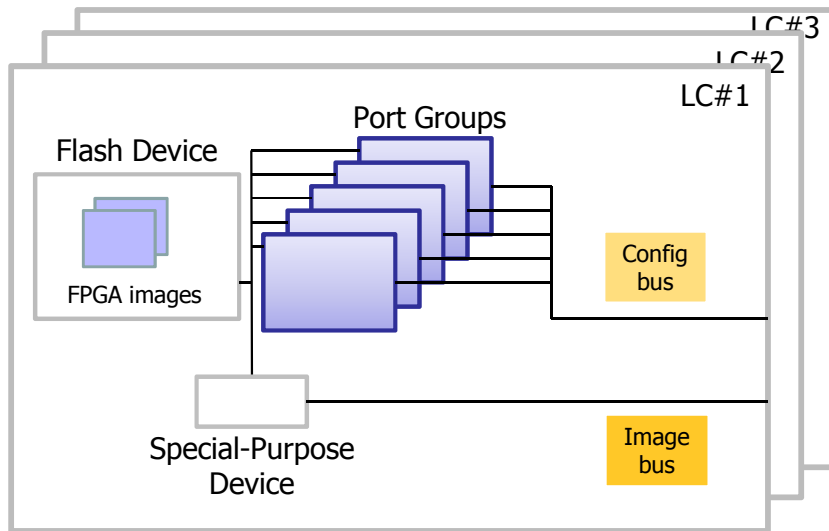 LC#3
LC#2
LC#1
Port Groups
Flash Device
FPGA images
Config
bus
Special-Purpose
Device
Image
bus